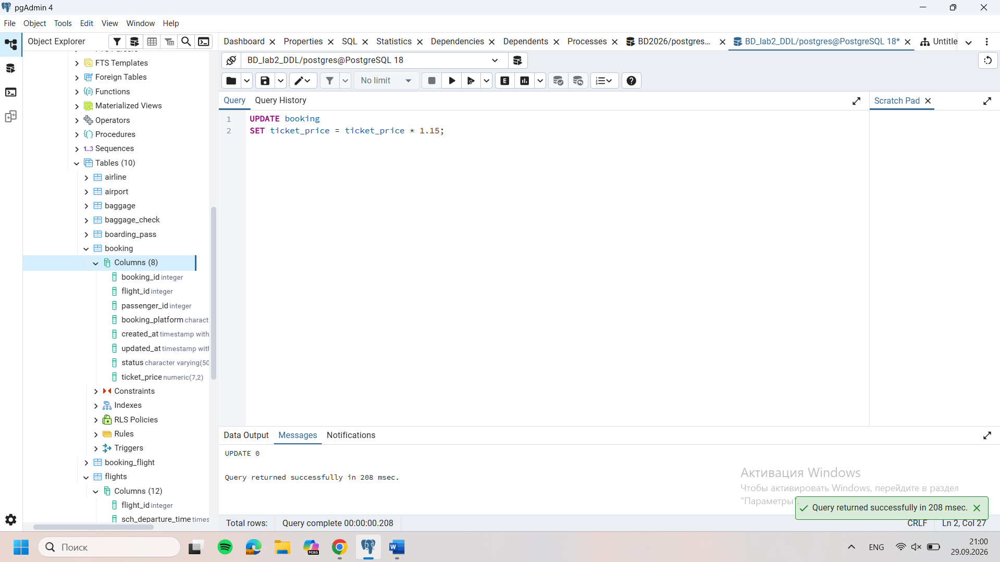 pgAdmin 4
File Object Tools Edit View Window Help
Object Explorer
Dashboard Properties SQL Statistics Dependencies Dependents Processes BD2026/postgres... BD_lab2_DDL/postgres@PostgreSQL 18* Untitle
BD_lab2_DDL/postgres@PostgreSQL 18
No limit
E
Query Query History
Scratch Pad
1 UPDATE booking
2 SET ticket_price = ticket_price * 1.15;
FTS Templates
Foreign Tables
Functions
Materialized Views
Operators
Procedures
1..3 Sequences
Tables (10)
airline
airport
baggage
baggage_check
boarding_pass
booking
Columns (8)
booking_id integer
flight_id integer
passenger_id integer
booking_platform charact
created_at timestamp with
updated_at timestamp with
status character varying(50
ticket_price numeric(7,2)
Constraints
Indexes
RLS Policies
Rules
Triggers
booking_flight
flights
Columns (12)
flight_id integer
sch_departure_time times
Data Output Messages Notifications
UPDATE 0
Query returned successfully in 208 msec.
Активация Windows
Чтобы активировать Windows, перейдите в раздел
"Параметры".
Query returned successfully in 208 msec.
Total rows: Query complete 00:00:00.208
CRLF Ln 2, Col 27
Поиск
M365
ENG
21:00
29.09.2026